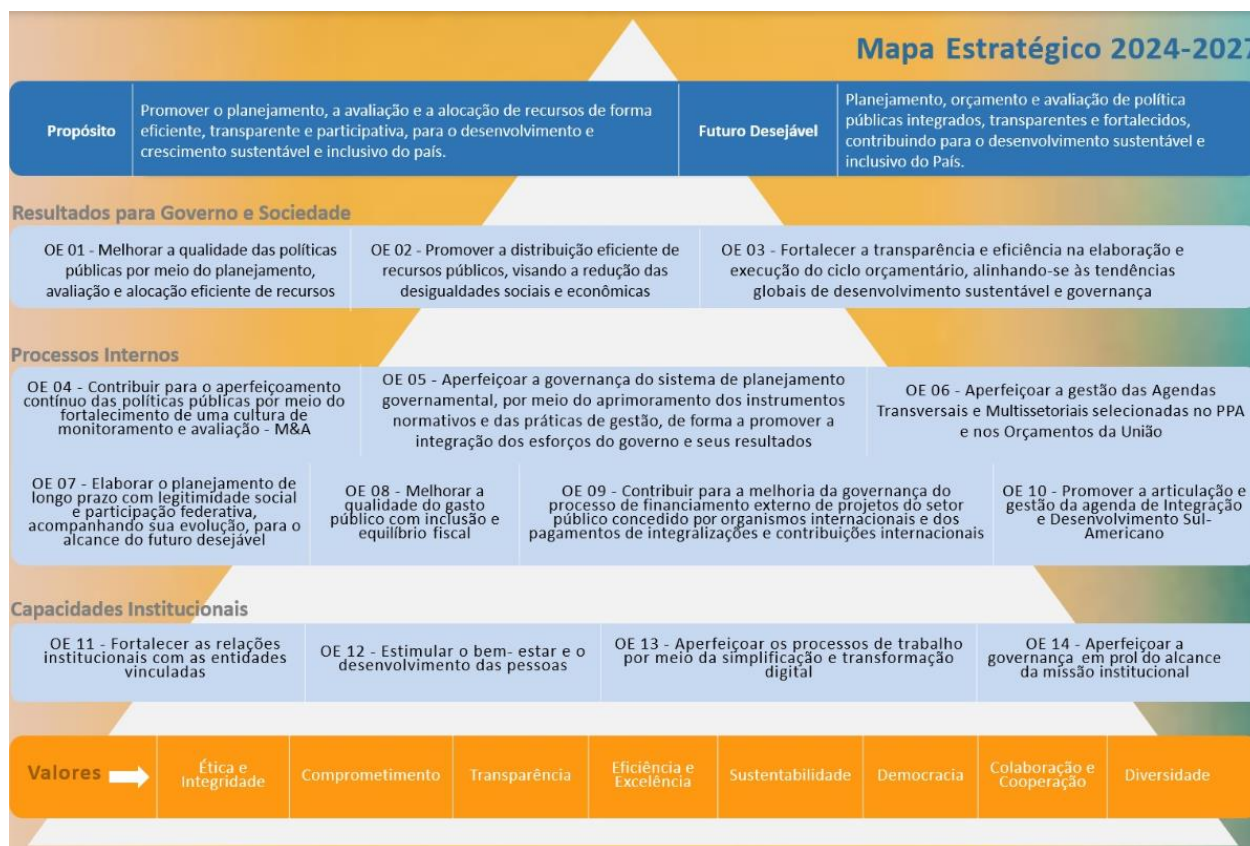 Mapa Estratégico 2024-2027
Propósito
Promover o planejamento, a avaliação e a alocação de recursos de forma
eficiente, transparente e participativa, para o desenvolvimento e
crescimento sustentável e inclusivo do país.
Futuro Desejável
Planejamento, orçamento e avaliação de política
públicas integrados, transparentes e fortalecidos,
contribuindo para o desenvolvimento sustentável e
inclusivo do País.
Resultados para Governo e Sociedade
OE 01 - Melhorar a qualidade das políticas
públicas por meio do planejamento,
avaliação e alocação eficiente de recursos
OE 02 - Promover a distribuição eficiente de
recursos públicos, visando a redução das
desigualdades sociais e econômicas
OE 03 - Fortalecer a transparência e eficiência na elaboração e
execução do ciclo orçamentário, alinhando-se às tendências
globais de desenvolvimento sustentável e governança
Processos Internos
OE 04 - Contribuir para o aperfeiçoamento
contínuo das políticas públicas por meio do
fortalecimento de uma cultura de
monitoramento e avaliação - M&A
OE 05 - Aperfeiçoar a governança do sistema de planejamento
governamental, por meio do aprimoramento dos instrumentos
normativos e das práticas de gestão, de forma a promover a
integração dos esforços do governo e seus resultados
OE 06 - Aperfeiçoar a gestão das Agendas
Transversais e Multissetoriais selecionadas no PPA
e nos Orçamentos da União
OE 07 - Elaborar o planejamento de
longo prazo com legitimidade social
e participação federativa,
acompanhando sua evolução, para o
alcance do futuro desejável
OE 08 - Melhorar a
qualidade do gasto
público com inclusão e
equilíbrio fiscal
OE 09 - Contribuir para a melhoria da governança do
processo de financiamento externo de projetos do setor
público concedido por organismos internacionais e dos
pagamentos de integralizações e contribuições internacionais
OE 10 - Promover a articulação e
gestão da agenda de Integração
e Desenvolvimento Sul-
Americano
Capacidades Institucionais
OE 11 - Fortalecer as relações
institucionais com as entidades
vinculadas
OE 12 - Estimular o bem- estar e o
desenvolvimento das pessoas
OE 13 - Aperfeiçoar os processos de trabalho
por meio da simplificação e transformação
digital
OE 14 - Aperfeiçoar a
governança em prol do alcance
da missão institucional
Valores
Ética e
Integridade
Comprometimento
Transparência
Eficiência e
Excelência
Sustentabilidade
Democracia
Colaboração e
Cooperação
Diversidade